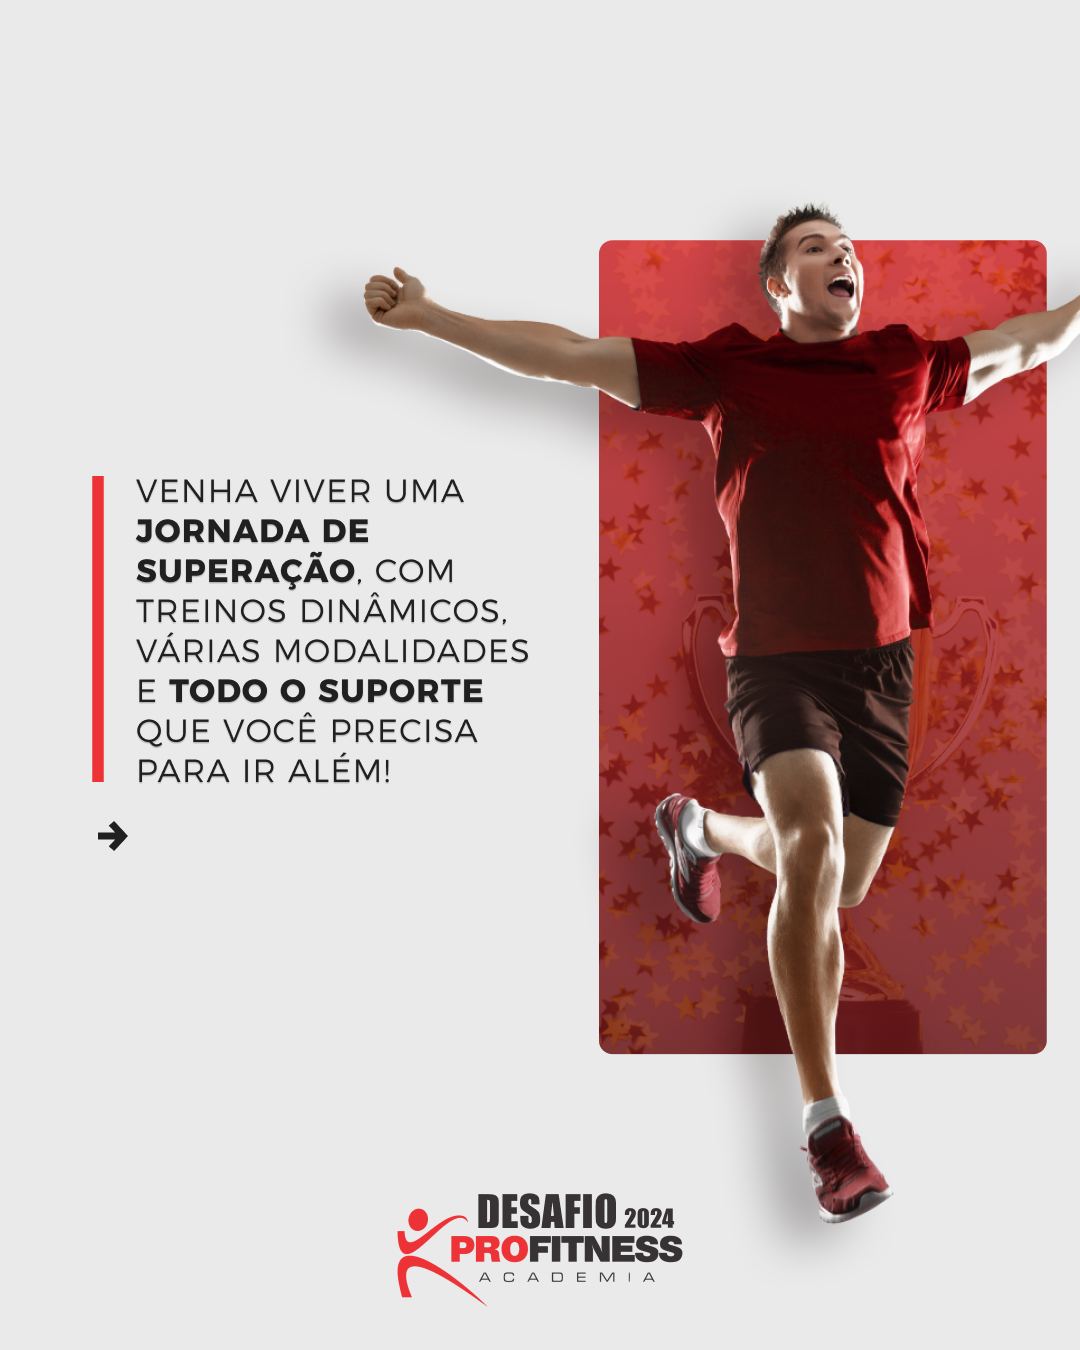 VENHA VIVER UMA
JORNADA DE
SUPERAÇÃO, COM
TREINOS DINÂMICOS,
VÁRIAS MODALIDADES
E TODO O SUPORTE
QUE VOCÊ PRECISA
PARA IR ALÉM!
DESAFIO 2024
PROFITNESS
ACADEMIA